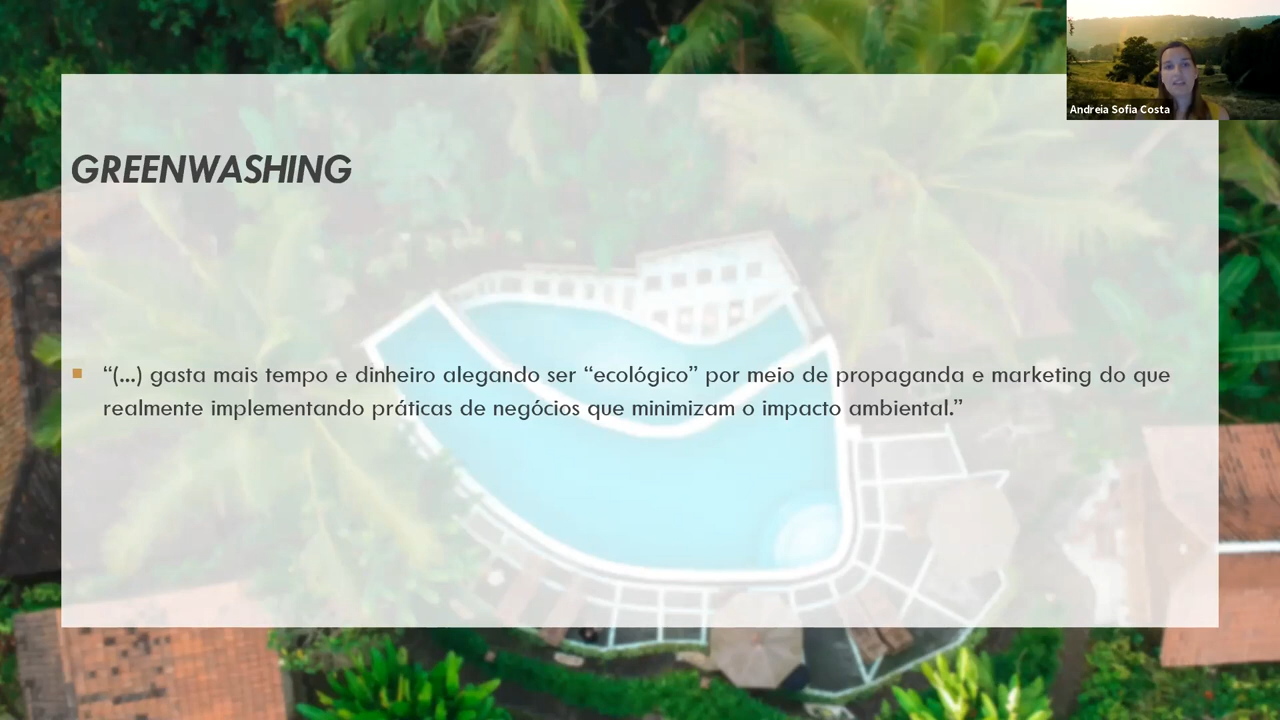 Andreia Sofia Costa
GREENWASHING
“(...) gasta mais tempo e dinheiro alegando ser “ecológico” por meio de propaganda e marketing do que
realmente implementando práticas de negócios que minimizam o impacto ambiental.”